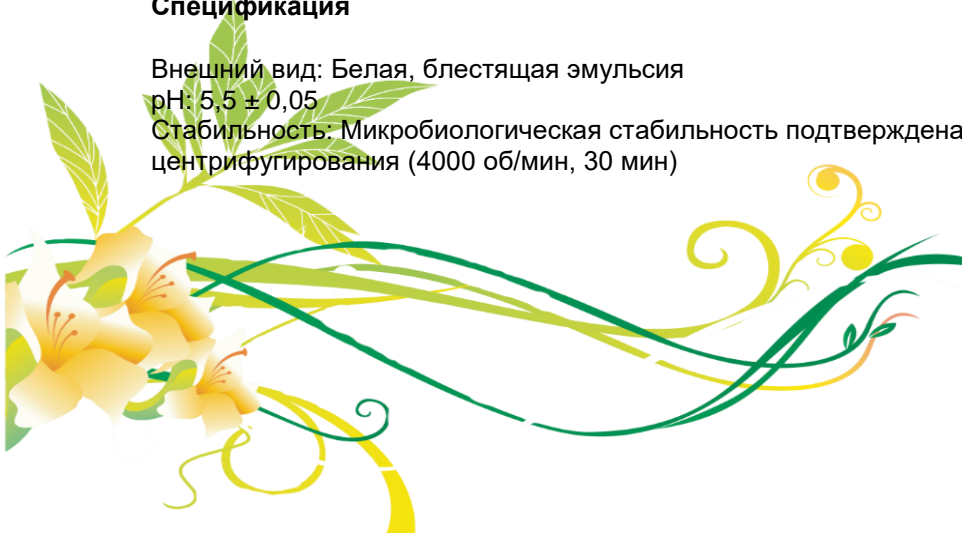 Спецификация
Внешний вид: Белая, блестящая эмульсия
pH: 5,5 ± 0,05
Стабильность: Микробиологическая стабильность подтверждена
центрифугирования (4000 об/мин, 30 мин)